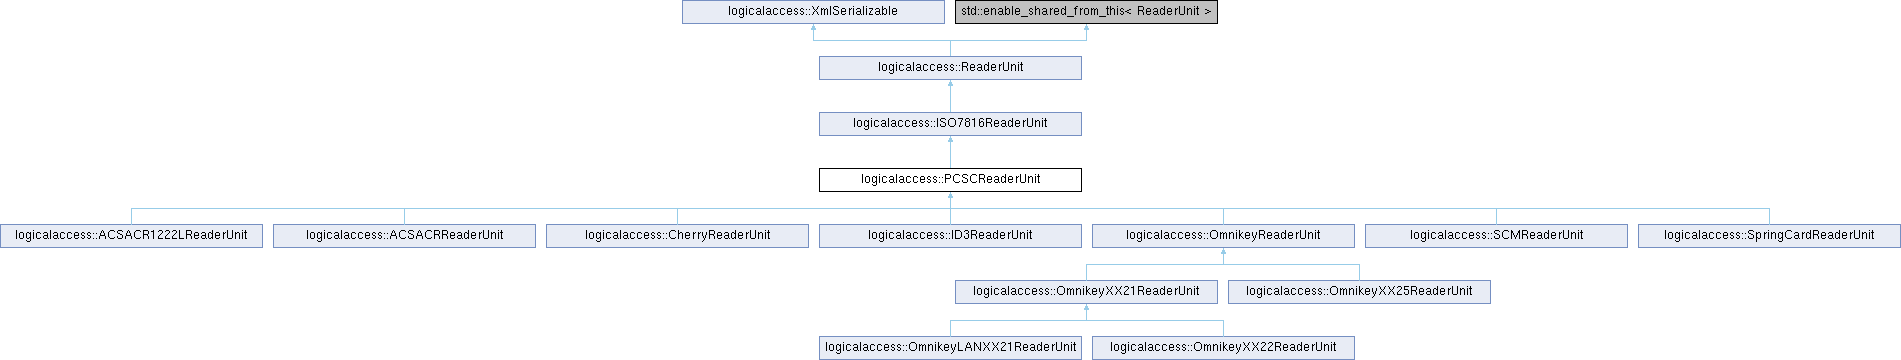 logicalaccess::XmlSerializable
std::enable_shared_from_this< ReaderUnit >
logicalaccess::ReaderUnit
logicalaccess::ISO7816ReaderUnit
logicalaccess::PCSCReaderUnit
logicalaccess::ACSACR1222LReaderUnit
logicalaccess::ACSACRReaderUnit
logicalaccess::CherryReaderUnit
logicalaccess::ID3ReaderUnit
logicalaccess::OmnikeyReaderUnit
logicalaccess::SCMReaderUnit
logicalaccess::SpringCardReaderUnit
logicalaccess::OmnikeyXX21ReaderUnit
logicalaccess::OmnikeyXX25ReaderUnit
logicalaccess::OmnikeyLANXX21ReaderUnit
logicalaccess::OmnikeyXX22ReaderUnit